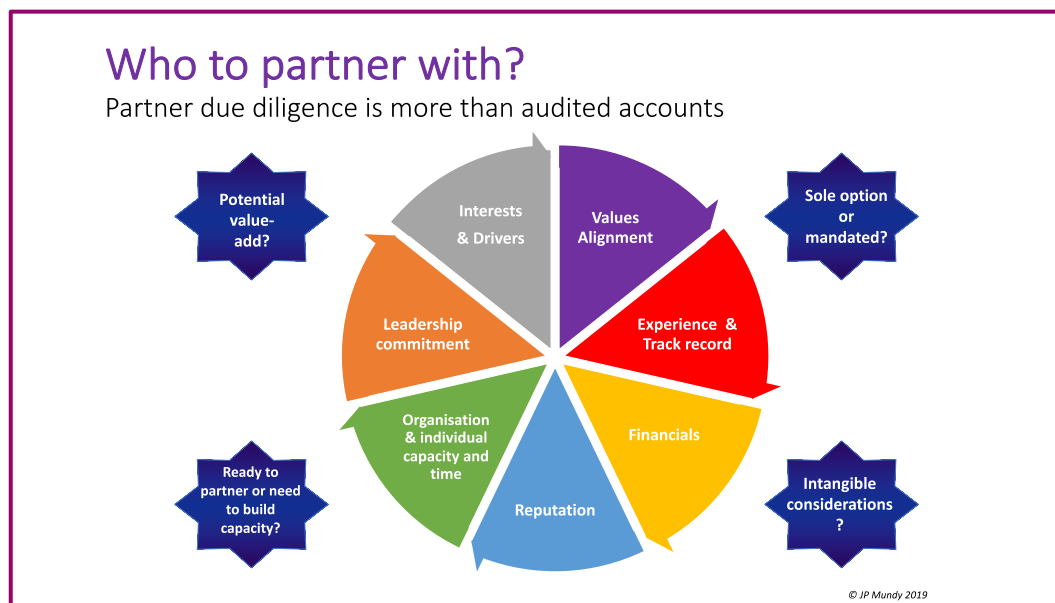 Who to partner with?
Partner due diligence is more than audited accounts
Potential
value-
add?
Sole option
or
mandated?
Interests
& Drivers
Values
Alignment
Leadership
commitment
Experience &
Track record
Organisation
& individual
capacity and
time
Financials
Reputation
Ready to
partner or need
to build
capacity?
Intangible
considerations
?
© JP Mundy 2019